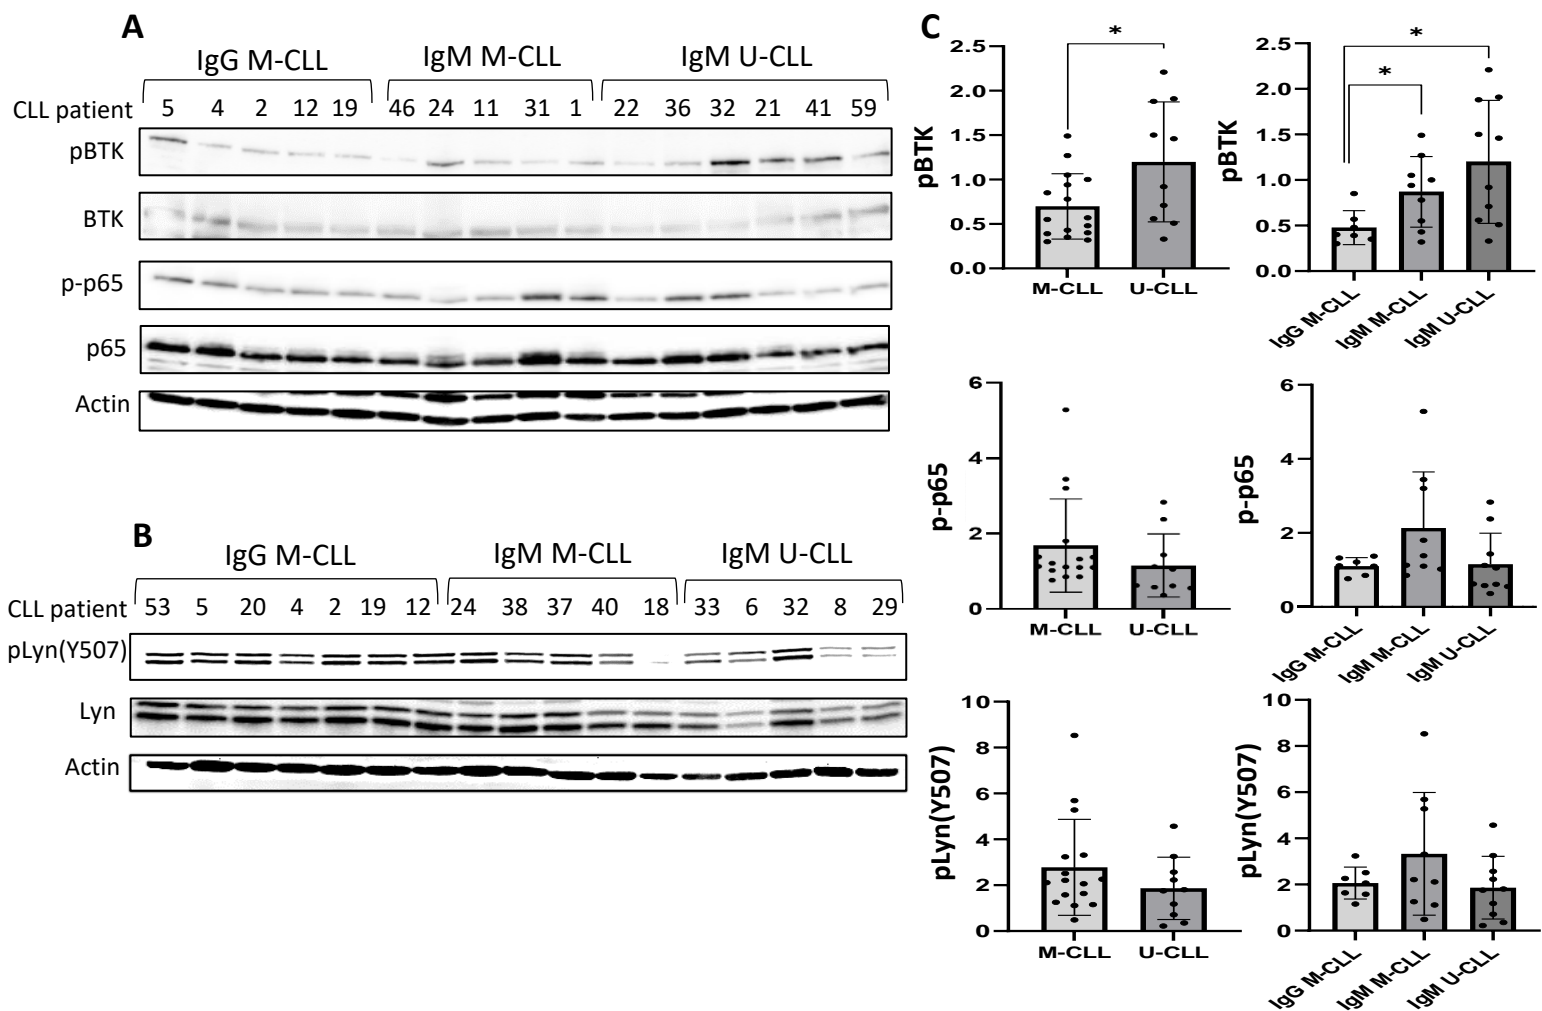 A
IgG M-CLL IgM M-CLL IgM U-CLL
CLL patient 5 4 2 12 19 46 24 11 31 1 22 36 32 21 41 59
pBTK
BTK
p-p65
p65
Actin
B
IgG M-CLL IgM M-CLL IgM U-CLL
CLL patient 53 5 20 4 2 19 12 24 38 37 40 18 33 6 32 8 29
pLyn(Y507)
Lyn
Actin
C
pBTK
2.5
2.0
1.5
1.0
0.5
0.0
*
M-CLL U-CLL
pBTK
2.5
2.0
1.5
1.0
0.5
0.0
*
*
IgG M-CLL IgM M-CLL IgM U-CLL
p-p65
6
4
2
0
M-CLL U-CLL
p-p65
6
4
2
0
IgG M-CLL IgM M-CLL IgM U-CLL
pLyn(Y507)
10
8
6
4
2
0
M-CLL U-CLL
pLyn(Y507)
10
8
6
4
2
0
IgG M-CLL IgM M-CLL IgM U-CLL